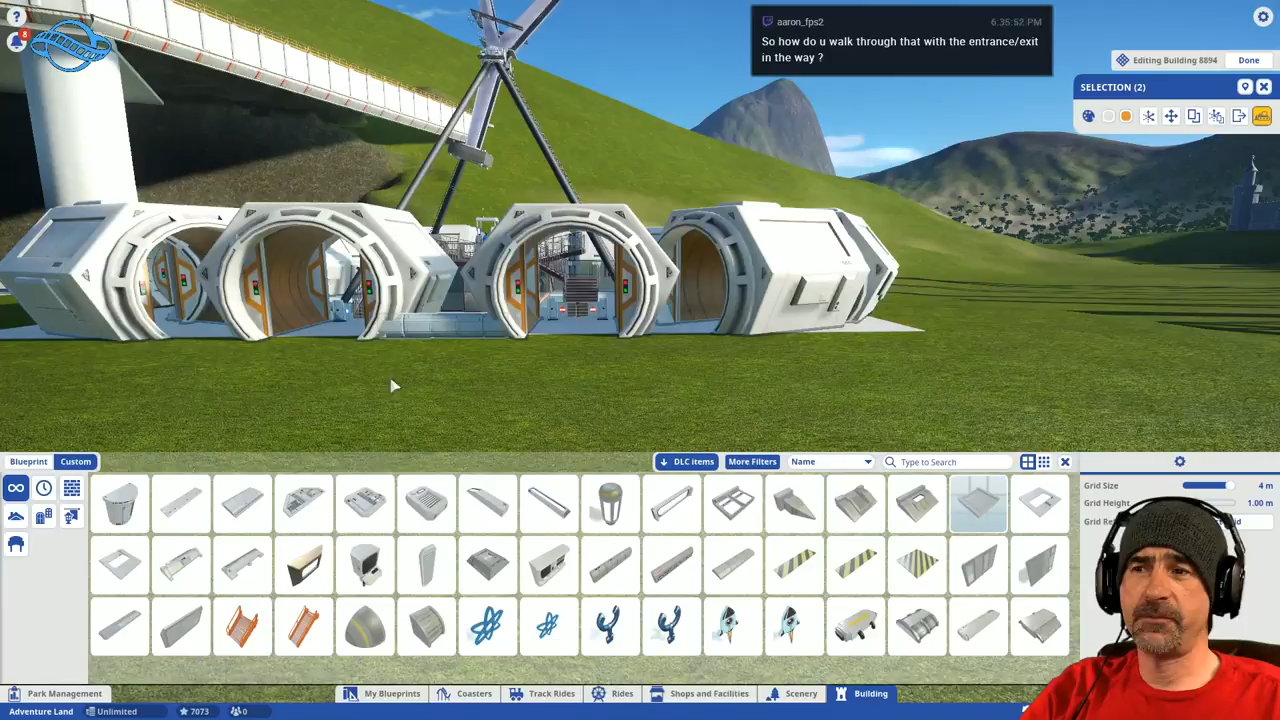 ?
8
aaron_fps2
6:35:52 PM
So how do u walk through that with the entrance/exit
in the way ?
Editing Building 8894
Done
SELECTION (2)
Blueprint
Custom
DLC items
More Filters
Name
Type to Search
Grid Size
4 m
Grid Height
1.00 m
Park Management
My Blueprints
Coasters
Track Rides
Rides
Shops and Facilities
Scenery
Building
Adventure Land
Unlimited
7073
0